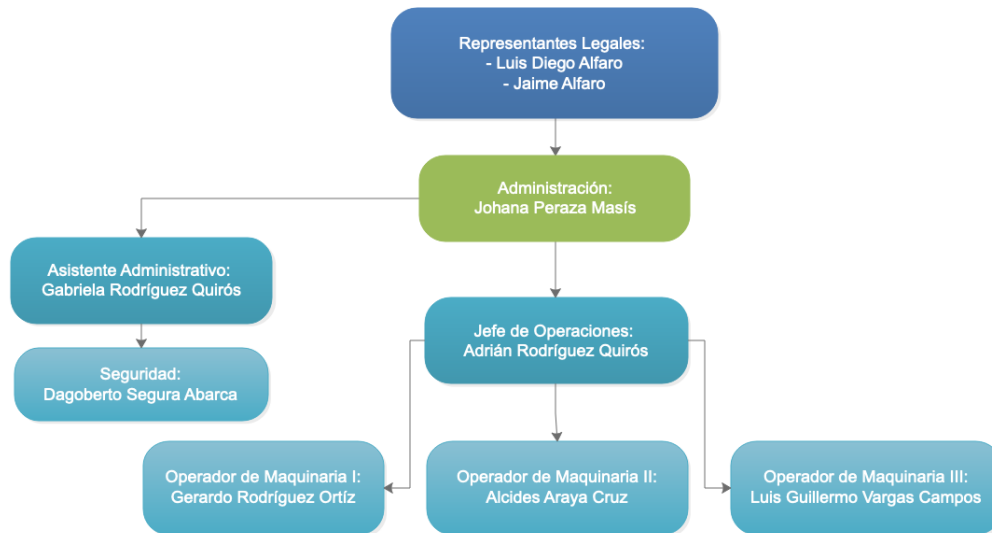 Representantes Legales:
- Luis Diego Alfaro
- Jaime Alfaro
Administración:
Johana Peraza Masís
Asistente Administrativo:
Gabriela Rodríguez Quirós
Jefe de Operaciones:
Adrián Rodríguez Quirós
Seguridad:
Dagoberto Segura Abarca
Operador de Maquinaria I:
Gerardo Rodríguez Ortíz
Operador de Maquinaria II:
Alcides Araya Cruz
Operador de Maquinaria III:
Luis Guillermo Vargas Campos